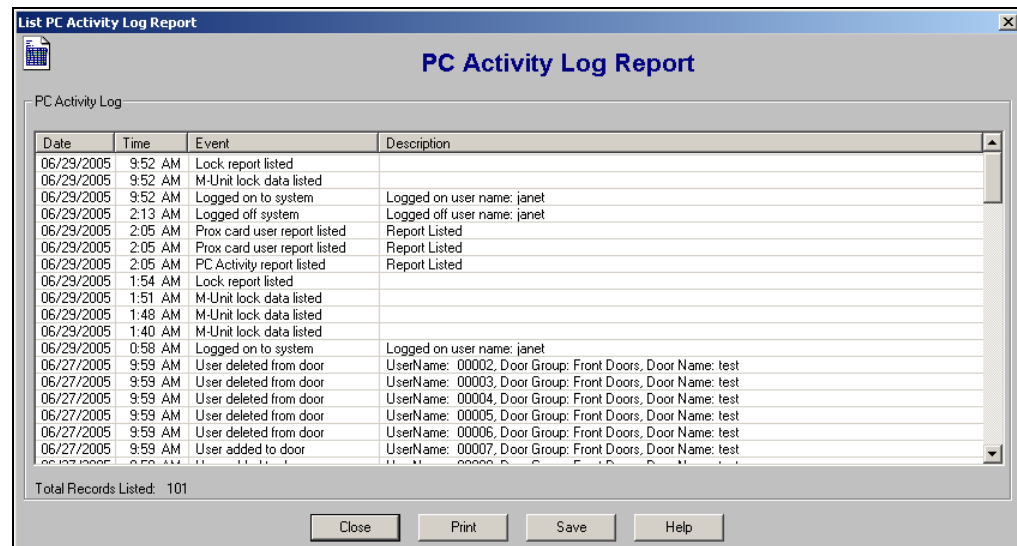 List PC Activity Log Report
PC Activity Log Report
PC Activity Log
Date Time Event Description
06/29/2005 9:52 AM Lock report listed
06/29/2005 9:52 AM M-Unit lock data listed
06/29/2005 9:52 AM Logged on to system Logged on user name: janet
06/29/2005 2:13 AM Logged off system Logged off user name: janet
06/29/2005 2:05 AM Prox card user report listed Report Listed
06/29/2005 2:05 AM Prox card user report listed Report Listed
06/29/2005 2:05 AM PC Activity report listed Report Listed
06/29/2005 1:54 AM Lock report listed
06/29/2005 1:51 AM M-Unit lock data listed
06/29/2005 1:48 AM M-Unit lock data listed
06/29/2005 1:40 AM M-Unit lock data listed
06/29/2005 0:58 AM Logged on to system Logged on user name: janet
06/27/2005 9:59 AM User deleted from door UserName: 00002, Door Group: Front Doors, Door Name: test
06/27/2005 9:59 AM User deleted from door UserName: 00003, Door Group: Front Doors, Door Name: test
06/27/2005 9:59 AM User deleted from door UserName: 00004, Door Group: Front Doors, Door Name: test
06/27/2005 9:59 AM User deleted from door UserName: 00005, Door Group: Front Doors, Door Name: test
06/27/2005 9:59 AM User deleted from door UserName: 00006, Door Group: Front Doors, Door Name: test
06/27/2005 9:59 AM User added to door UserName: 00007, Door Group: Front Doors, Door Name: test
Total Records Listed: 101
Close Print Save Help